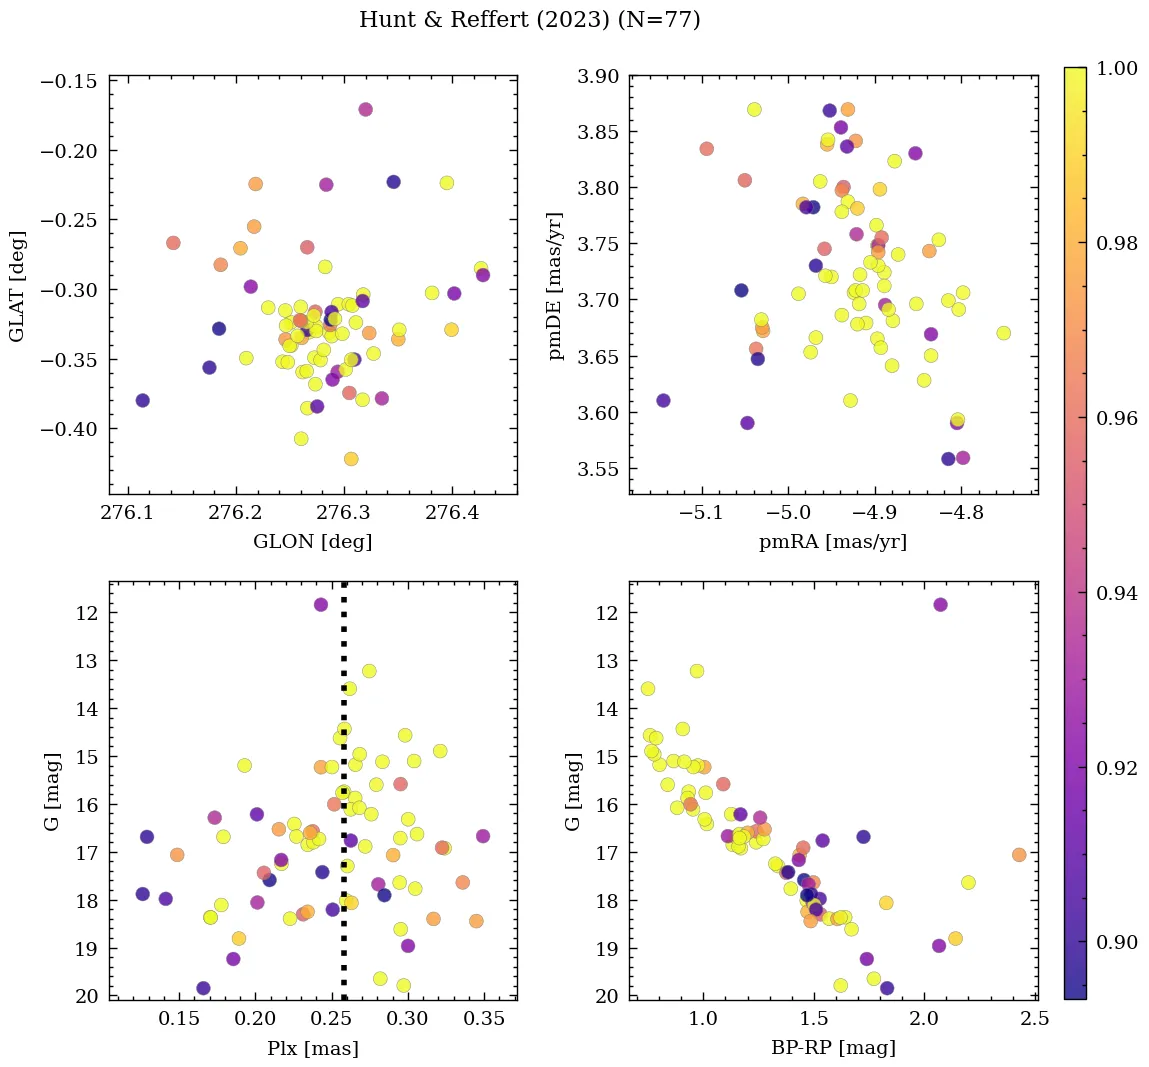 Hunt & Reffert (2023) (N=77)
−0.15
−0.20
−0.25
−0.30
−0.35
−0.40
GLAT [deg]
276.1 276.2 276.3 276.4
GLON [deg]
3.90
3.85
3.80
3.75
3.70
3.65
3.60
3.55
pmDE [mas/yr]
−5.1 −5.0 −4.9 −4.8
pmRA [mas/yr]
12
13
14
15
16
17
18
19
20
G [mag]
0.15 0.20 0.25 0.30 0.35
Plx [mas]
12
13
14
15
16
17
18
19
20
G [mag]
1.0 1.5 2.0 2.5
BP-RP [mag]
1.00
0.98
0.96
0.94
0.92
0.90